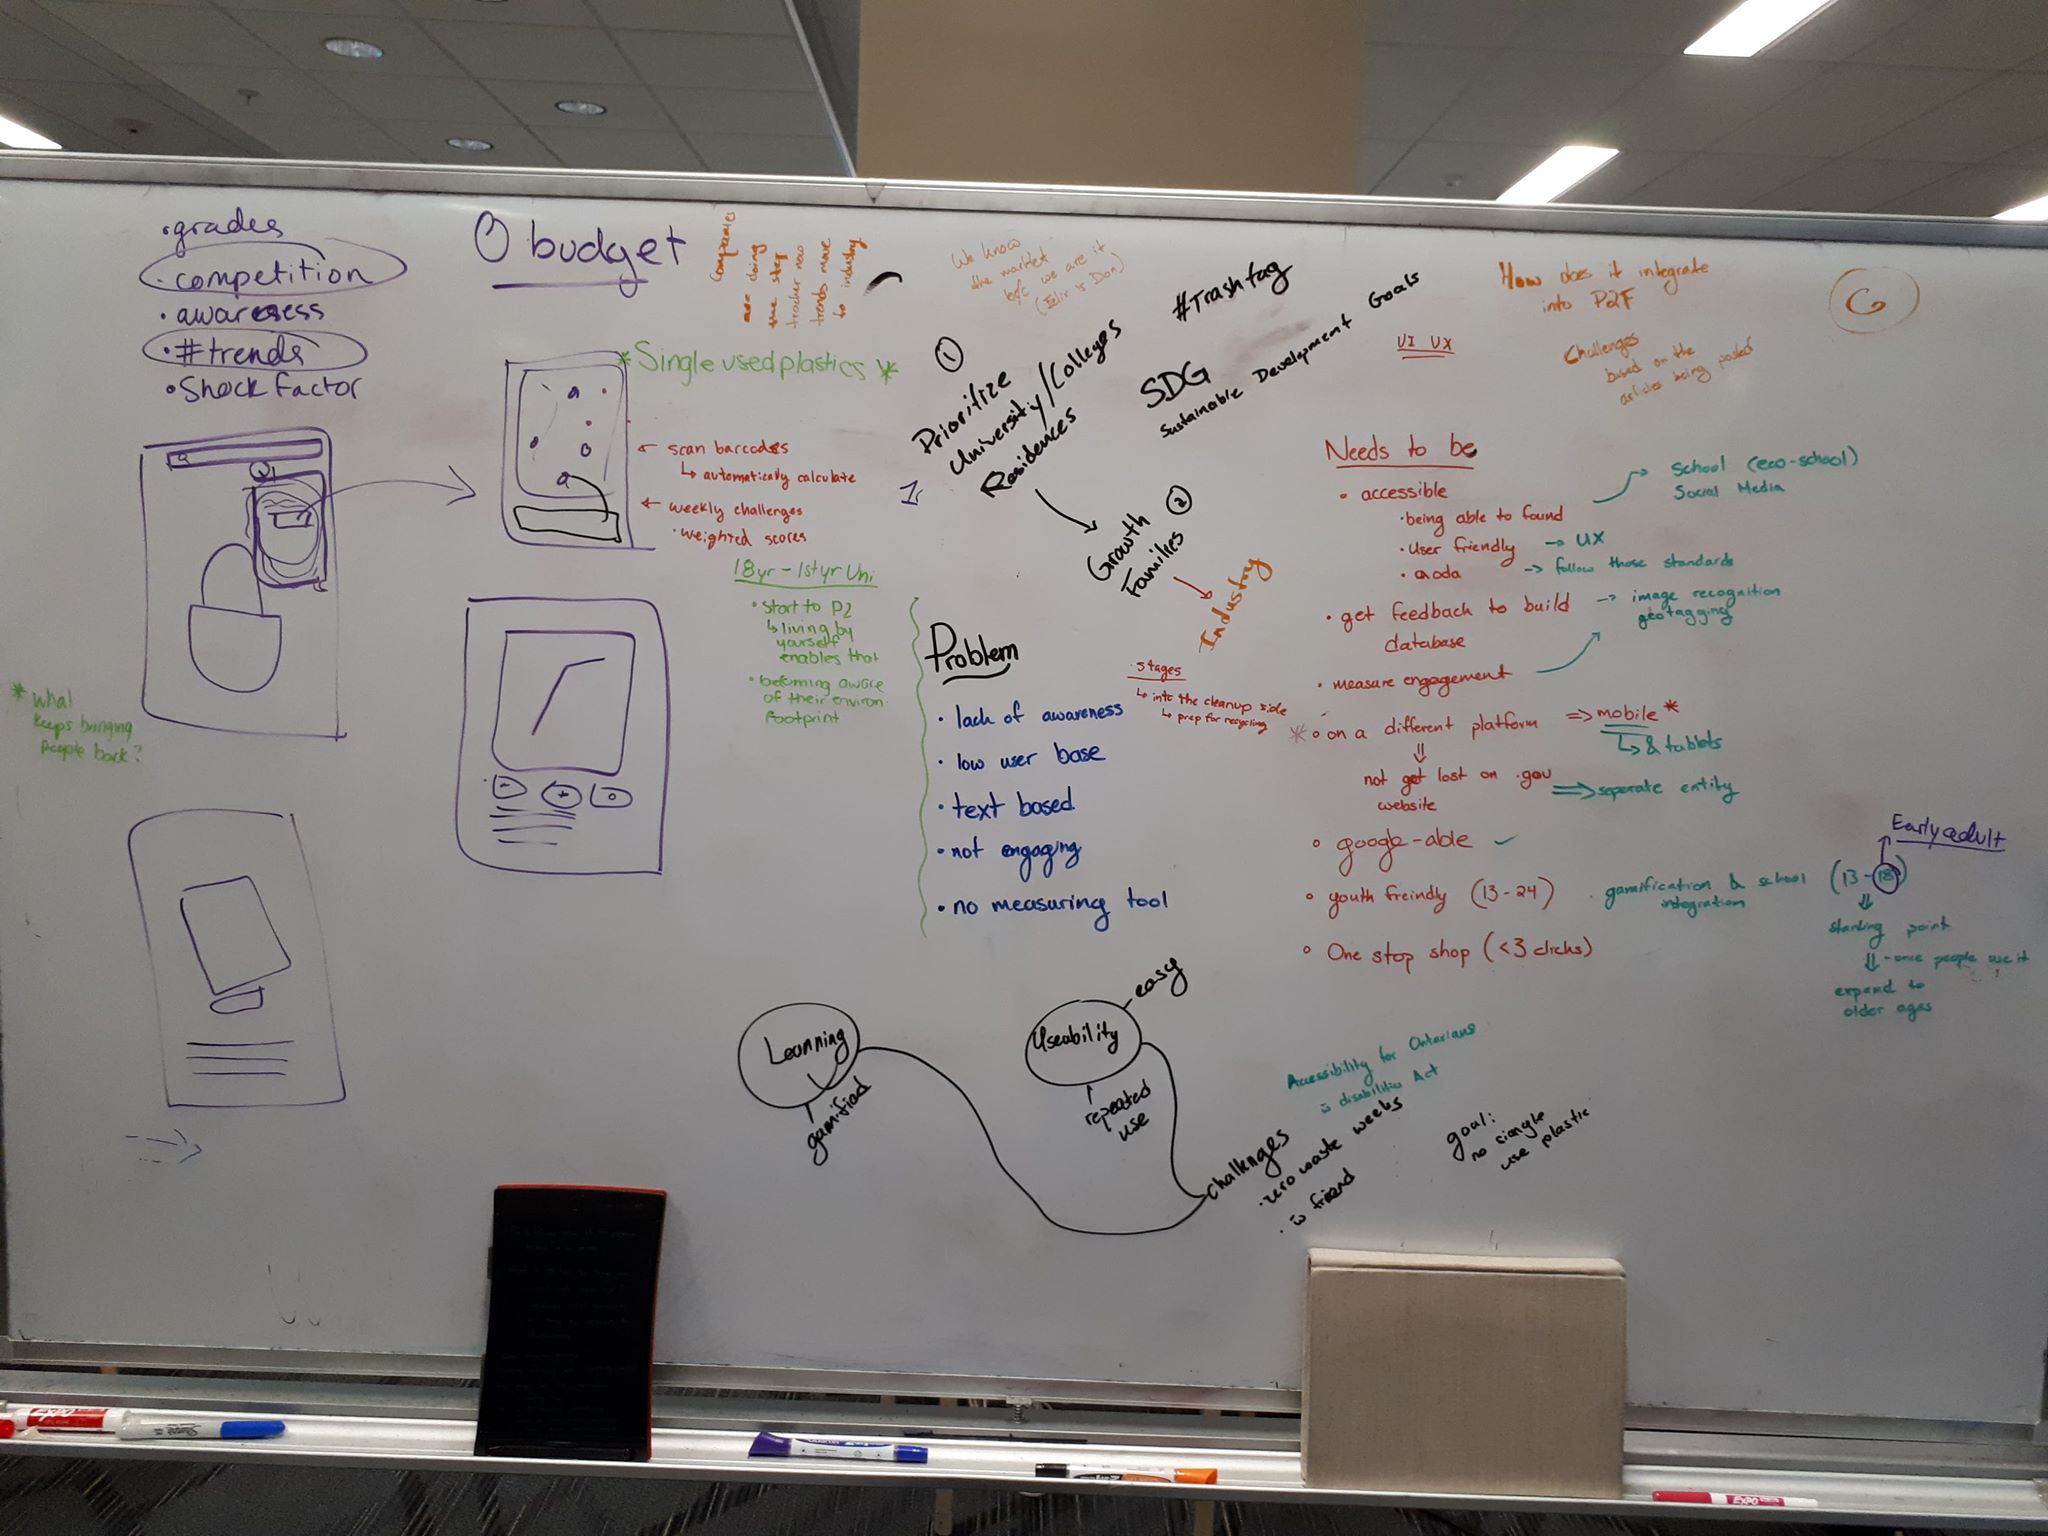 •grades
•competition
•awareness
•#trends
•Shock Factor
0 budget
Companies
are doing
the step
tracker now
trends move
to industry
We know
the market
b/c we are it
#Trashtag
SDG
Sustainable Development Goals
UI UX
How does it integrate
into P2F
Challenges
based on the
articles being posted
G
*Single used plastics*
← scan barcodes
↳ automatically calculate
← weekly challenges
• weighted scores
①
Prioritize
University/Colleges
Residences
Growth ②
Families
Industry
18yr - 1st yr Uni
• start to P2
↳ living by
yourself
enables that
• becoming aware
of their environ.
footprint
* what
keeps bringing
people back?
Problem
• lack of awareness
• low user base
• text based
• not engaging
• no measuring tool
stages
↳ into the cleanup side
↳ prep for recycling
Needs to be
• accessible
• being able to found
• user friendly → UX
• aoda → follow those standards
School (eco-school)
Social Media
• get feedback to build
database
→ image recognition
geotagging
• measure engagement
* • on a different platform ⇒ mobile*
↳ & tablets
⇓
not get lost on .gov
website
⇒ seperate entity
• google-able ✓
• youth freindly (13-24)
• gamification & school (13-18)
integration
Early adult
⇓
starting point
⇓ - once people use it
expand to
older ages
• One stop shop (<3 clicks)
Learning
gamified
Useability
easy
repeated
use
Challenges
• zero waste weeks
• w friend
Accessibility for Ontarians
w disabilities Act
goal:
no single
use plastic
EXPO
Sharpie
EXPO